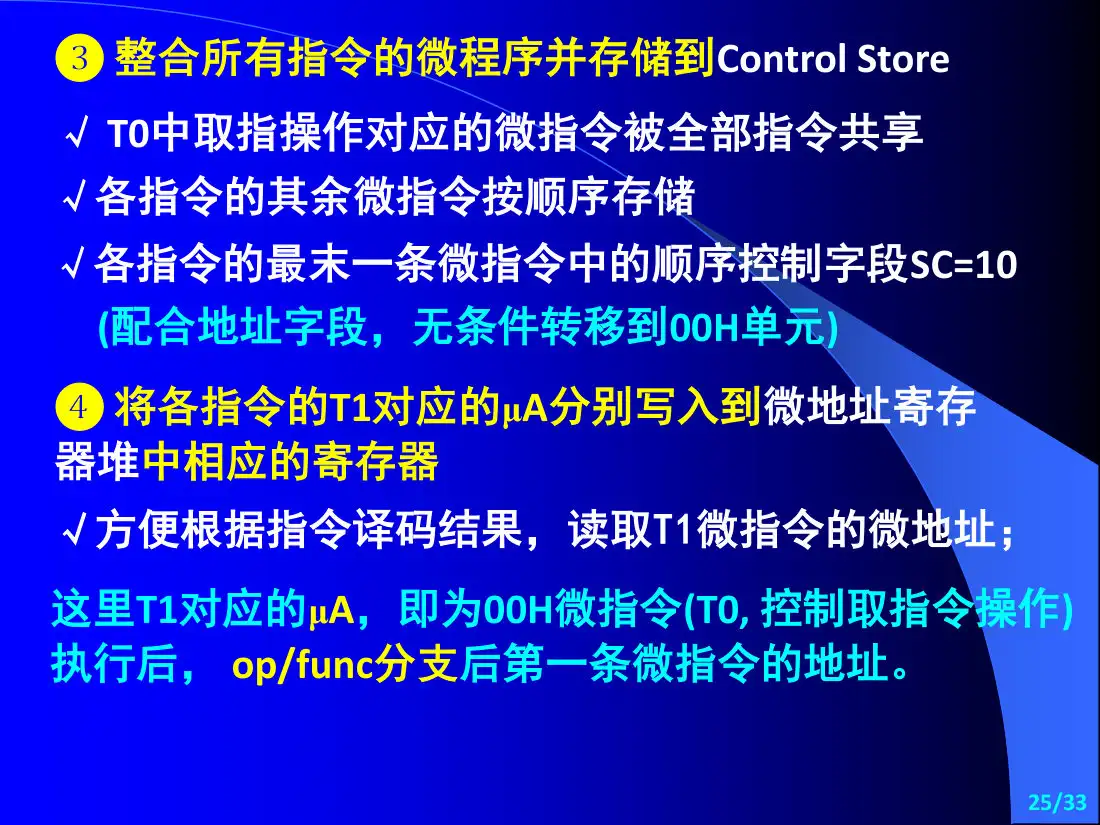 ③ 整合所有指令的微程序并存储到Control Store
√ T0中取指操作对应的微指令被全部指令共享
√ 各指令的其余微指令按顺序存储
√ 各指令的最末一条微指令中的顺序控制字段SC=10
(配合地址字段，无条件转移到00H单元)
④ 将各指令的T1对应的μA分别写入到微地址寄存
器堆中相应的寄存器
√ 方便根据指令译码结果，读取T1微指令的微地址；
这里T1对应的μA，即为00H微指令(T0, 控制取指令操作)
执行后， op/func分支后第一条微指令的地址。
25/33